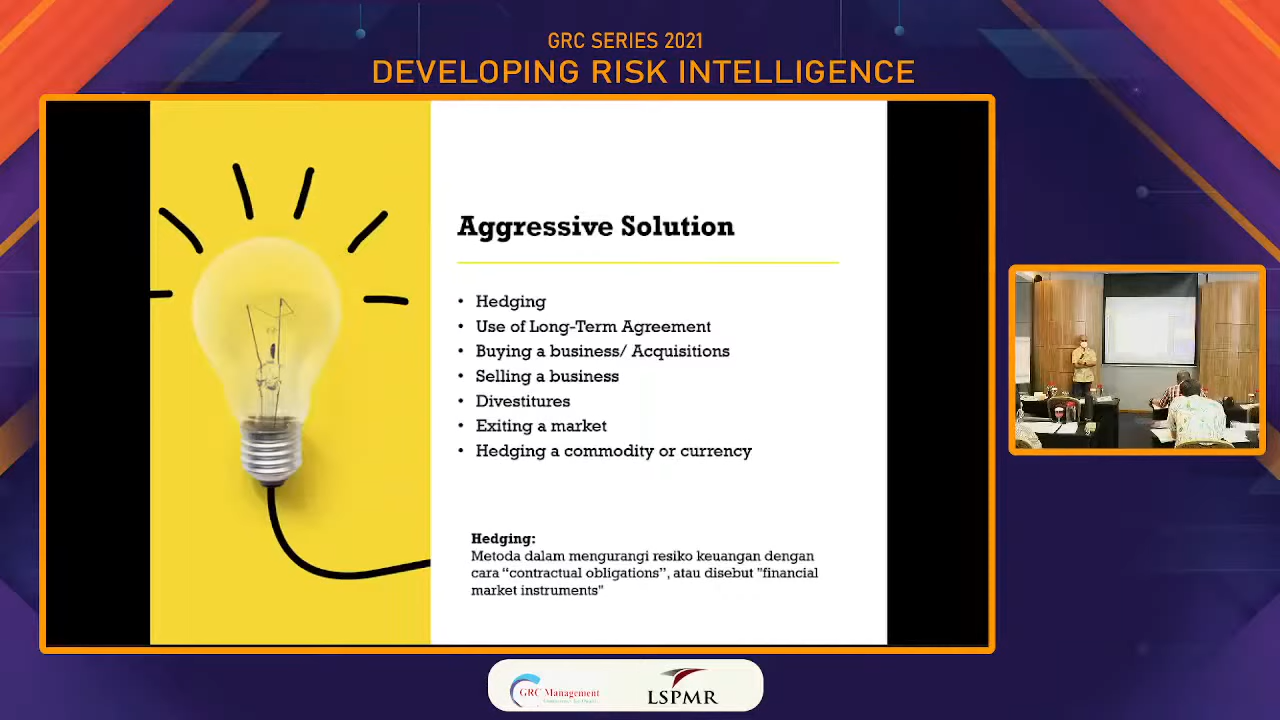 GRC SERIES 2021
DEVELOPING RISK INTELLIGENCE
Aggressive Solution
• Hedging
• Use of Long-Term Agreement
• Buying a business/ Acquisitions
• Selling a business
• Divestitures
• Exiting a market
• Hedging a commodity or currency
Hedging:
Metoda dalam mengurangi resiko keuangan dengan
cara “contractual obligations”, atau disebut "financial
market instruments"
GRC Management
LSPMR